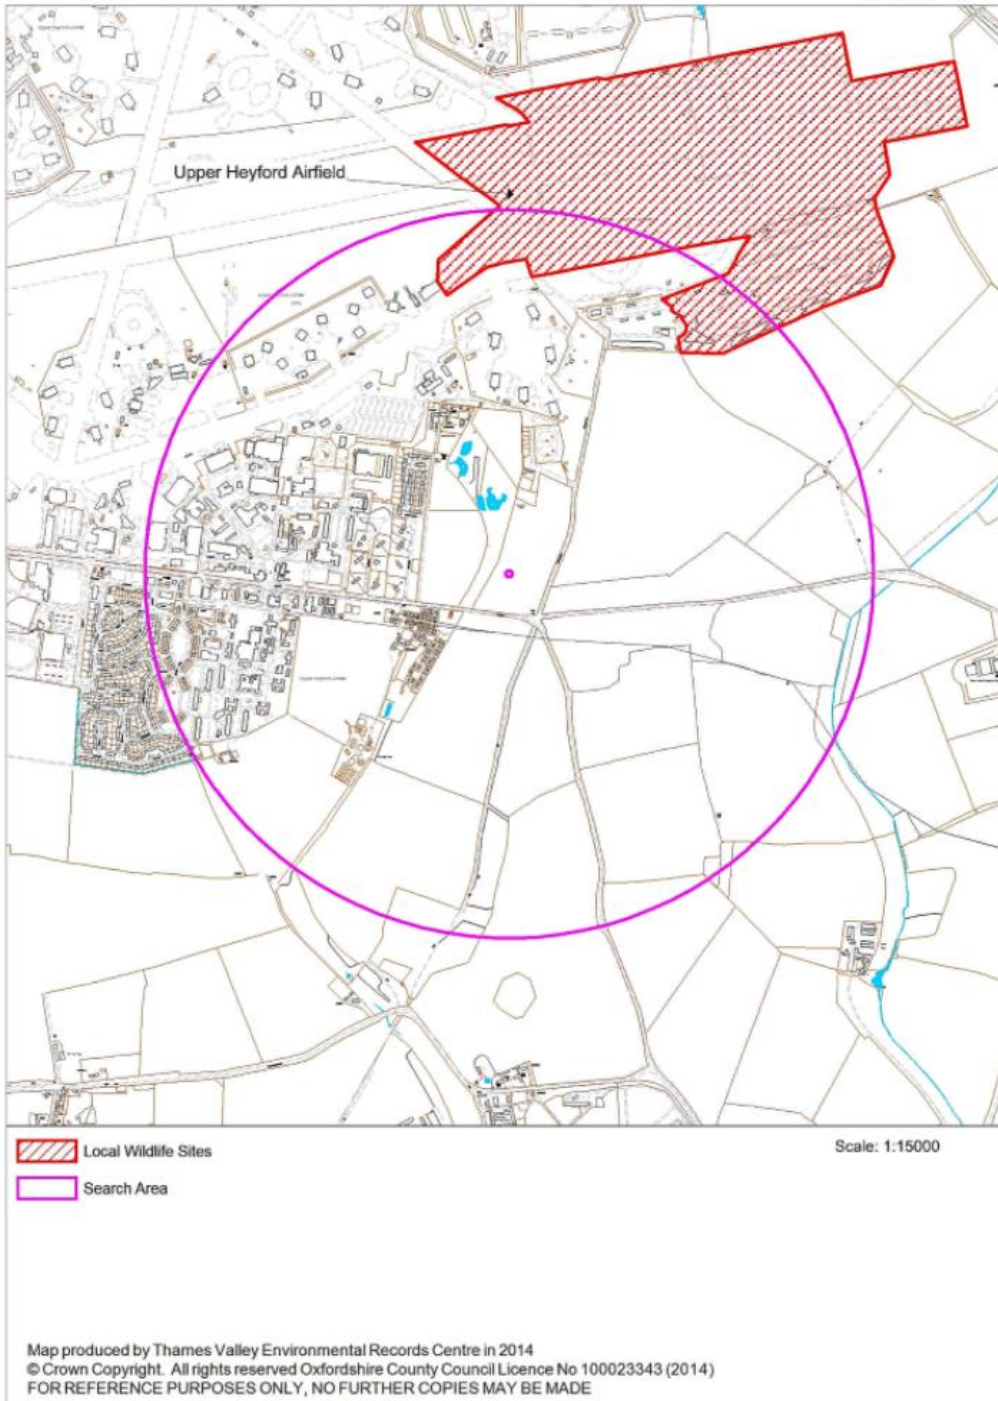 Upper Heyford Airfield
Local Wildlife Sites
Scale: 1:15000
Search Area
Map produced by Thames Valley Environmental Records Centre in 2014
© Crown Copyright. All rights reserved Oxfordshire County Council Licence No 100023343 (2014)
FOR REFERENCE PURPOSES ONLY, NO FURTHER COPIES MAY BE MADE